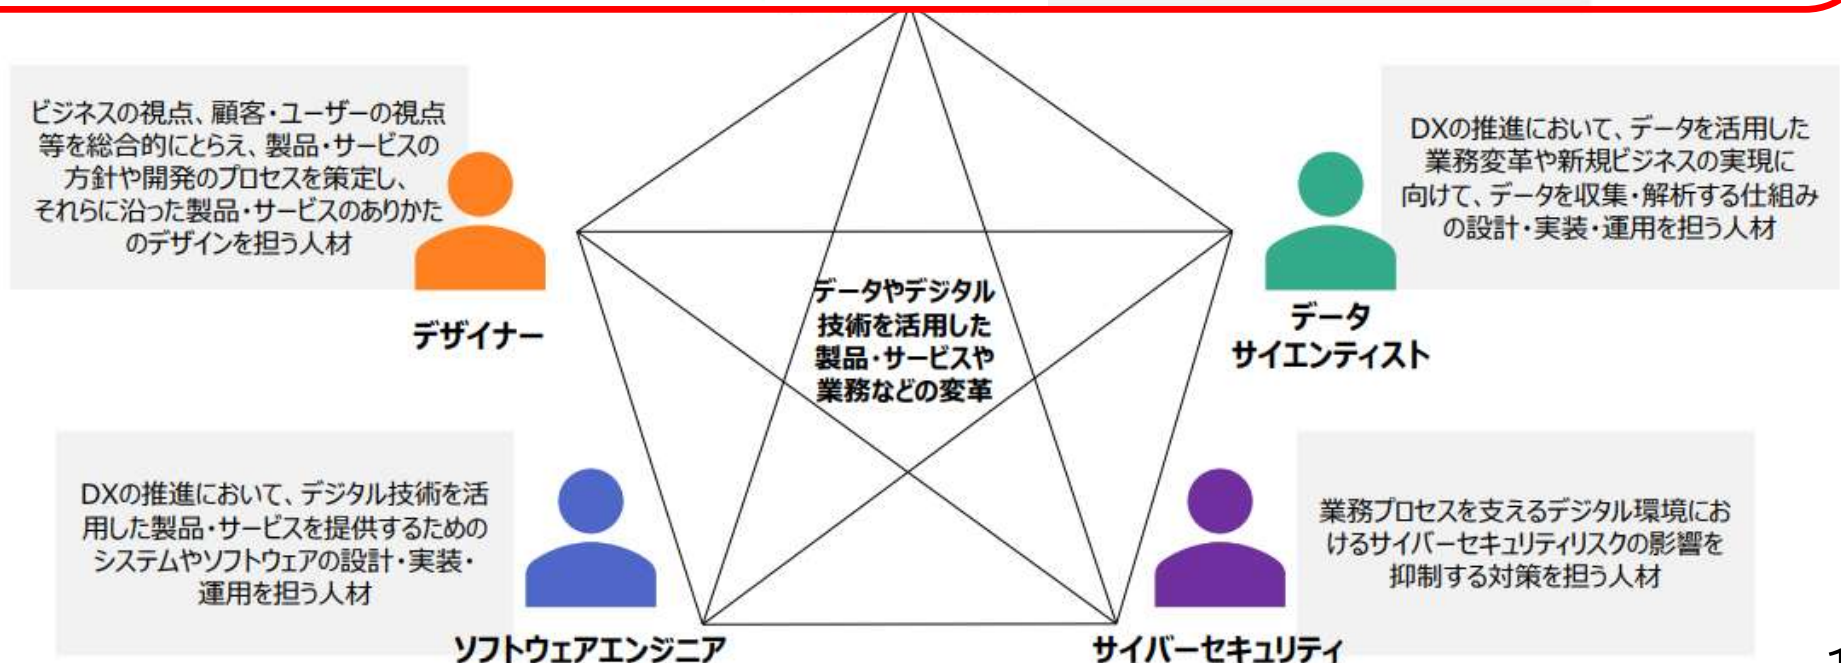 ビジネスの視点、顧客・ユーザーの視点
等を総合的にとらえ、製品・サービスの
方針や開発のプロセスを策定し、
それらに沿った製品・サービスのありかた
のデザインを担う人材
デザイナー
DXの推進において、データを活用した
業務変革や新規ビジネスの実現に
向けて、データを収集・解析する仕組み
の設計・実装・運用を担う人材
データ
サイエンティスト
データやデジタル
技術を活用した
製品・サービスや
業務などの変革
DXの推進において、デジタル技術を活
用した製品・サービスを提供するための
システムやソフトウェアの設計・実装・
運用を担う人材
ソフトウェアエンジニア
業務プロセスを支えるデジタル環境にお
けるサイバーセキュリティリスクの影響を
抑制する対策を担う人材
サイバーセキュリティ